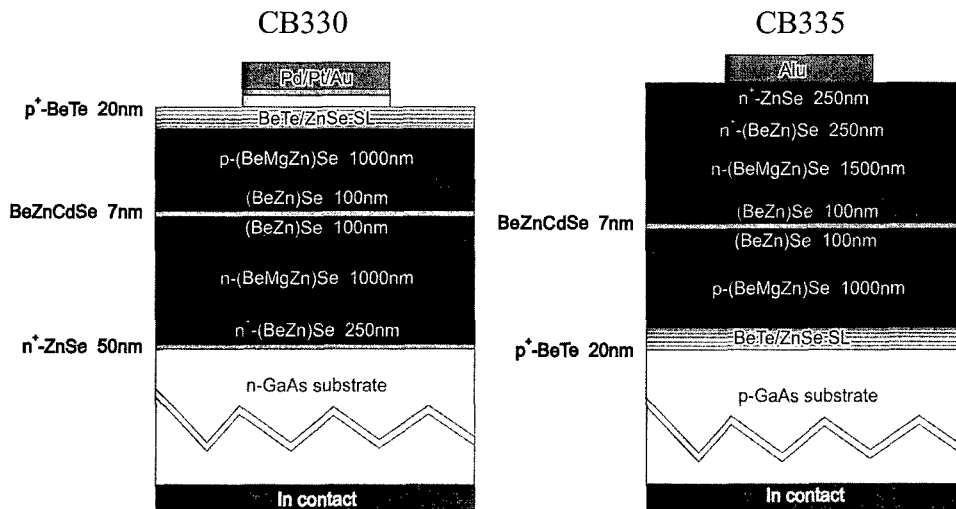 CB330
Pd/Pt/Au
p⁺-BeTe 20nm
BeTe/ZnSe-SL
p-(BeMgZn)Se 1000nm
(BeZn)Se 100nm
BeZnCdSe 7nm
(BeZn)Se 100nm
n-(BeMgZn)Se 1000nm
n⁺-(BeZn)Se 250nm
n⁺-ZnSe 50nm
n-GaAs substrate
In contact
CB335
Alu
n⁺-ZnSe 250nm
n⁺-(BeZn)Se 250nm
n-(BeMgZn)Se 1500nm
(BeZn)Se 100nm
BeZnCdSe 7nm
(BeZn)Se 100nm
p-(BeMgZn)Se 1000nm
BeTe/ZnSe-SL
p⁺-BeTe 20nm
p-GaAs substrate
In contact